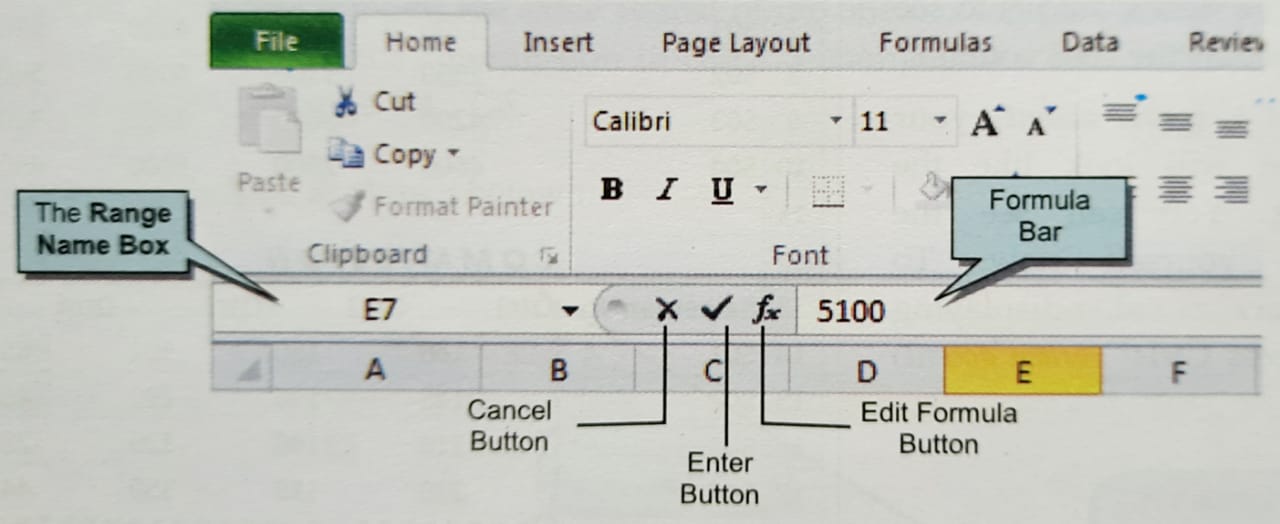 File Home Insert Page Layout Formulas Data Review
Cut
Calibri 11 A A
Copy
Paste
B I U
Format Painter
The Range
Name Box
Formula
Bar
Clipboard
Font
E7 fx 5100
A B C D E F
Cancel
Button
Edit Formula
Button
Enter
Button